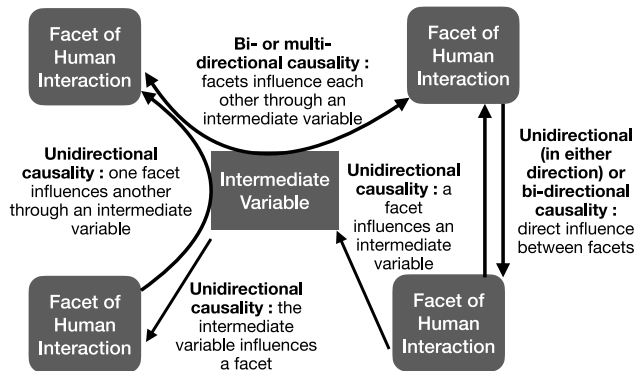 Facet of
Human
Interaction
Bi- or multi-
directional causality :
facets influence each
other through an
intermediate variable
Facet of
Human
Interaction
Unidirectional
causality : one facet
influences another
through an intermediate
variable
Intermediate
Variable
Unidirectional
causality : a
facet
influences an
intermediate
variable
Unidirectional
(in either
direction) or
bi-directional
causality :
direct influence
between facets
Facet of
Human
Interaction
Unidirectional
causality : the
intermediate
variable influences
a facet
Facet of
Human
Interaction